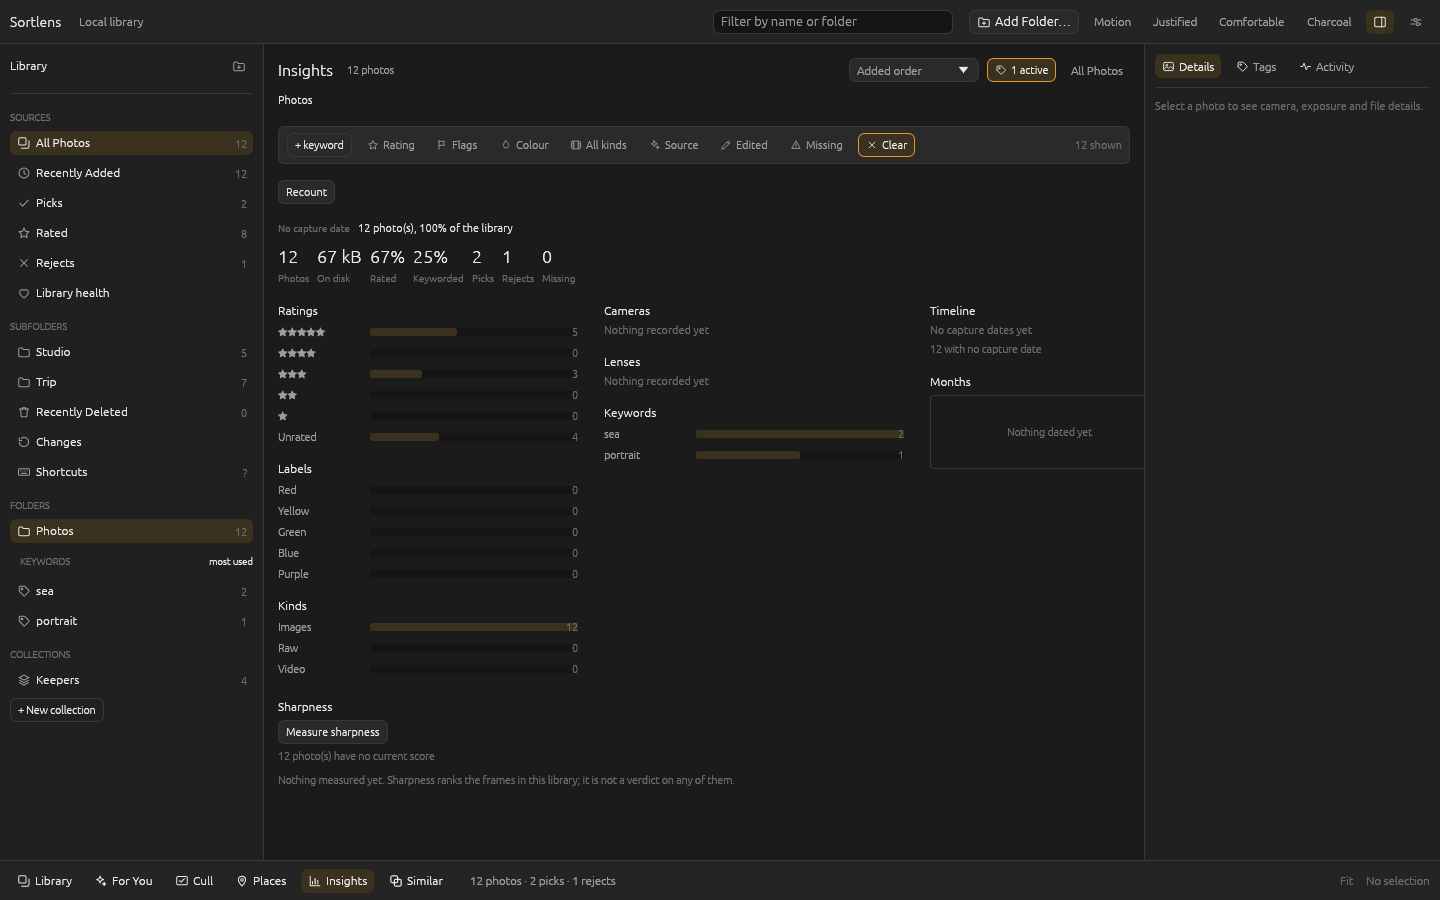 Sortlens Local library Filter by name or folder Add Folder... Motion Justified Comfortable Charcoal
Library
SOURCES
All Photos 12
Recently Added 12
Picks 2
Rated 8
Rejects 1
Library health
SUBFOLDERS
Studio 5
Trip 7
Recently Deleted 0
Changes
Shortcuts ?
FOLDERS
Photos 12
KEYWORDS most used
sea 2
portrait 1
COLLECTIONS
Keepers 4
+ New collection
Insights 12 photos Added order 1 active All Photos
Photos
+ keyword Rating Flags Colour All kinds Source Edited Missing Clear 12 shown
Recount
No capture date 12 photo(s), 100% of the library
12 67 kB 67% 25% 2 1 0
Photos On disk Rated Keyworded Picks Rejects Missing
Ratings
★★★★★ 5
★★★★ 0
★★★ 3
★★ 0
★ 0
Unrated 4
Labels
Red 0
Yellow 0
Green 0
Blue 0
Purple 0
Kinds
Images 12
Raw 0
Video 0
Cameras
Nothing recorded yet
Lenses
Nothing recorded yet
Keywords
sea 2
portrait 1
Timeline
No capture dates yet
12 with no capture date
Months
Nothing dated yet
Sharpness
Measure sharpness
12 photo(s) have no current score
Nothing measured yet. Sharpness ranks the frames in this library; it is not a verdict on any of them.
Details Tags Activity
Select a photo to see camera, exposure and file details.
Library For You Cull Places Insights Similar 12 photos · 2 picks · 1 rejects Fit No selection